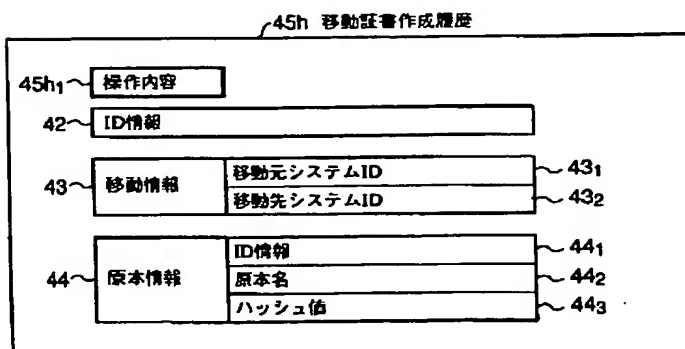 45h 移動証書作成履歴
45h1 操作内容
42 ID情報
移動元システムID 431
43 移動情報
移動先システムID 432
ID情報 441
44 原本情報 原本名 442
ハッシュ値 443